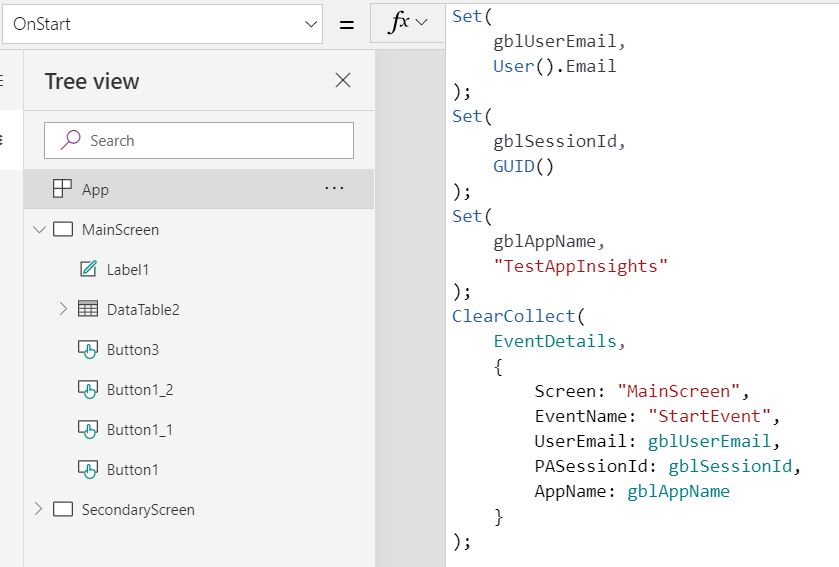 OnStart
=
fx
Tree view
Search
App
...
MainScreen
Label1
DataTable2
Button3
Button1_2
Button1_1
Button1
SecondaryScreen
Set(
    gblUserEmail,
    User().Email
);
Set(
    gblSessionId,
    GUID()
);
Set(
    gblAppName,
    "TestAppInsights"
);
ClearCollect(
    EventDetails,
    {
        Screen: "MainScreen",
        EventName: "StartEvent",
        UserEmail: gblUserEmail,
        PASessionId: gblSessionId,
        AppName: gblAppName
    }
);